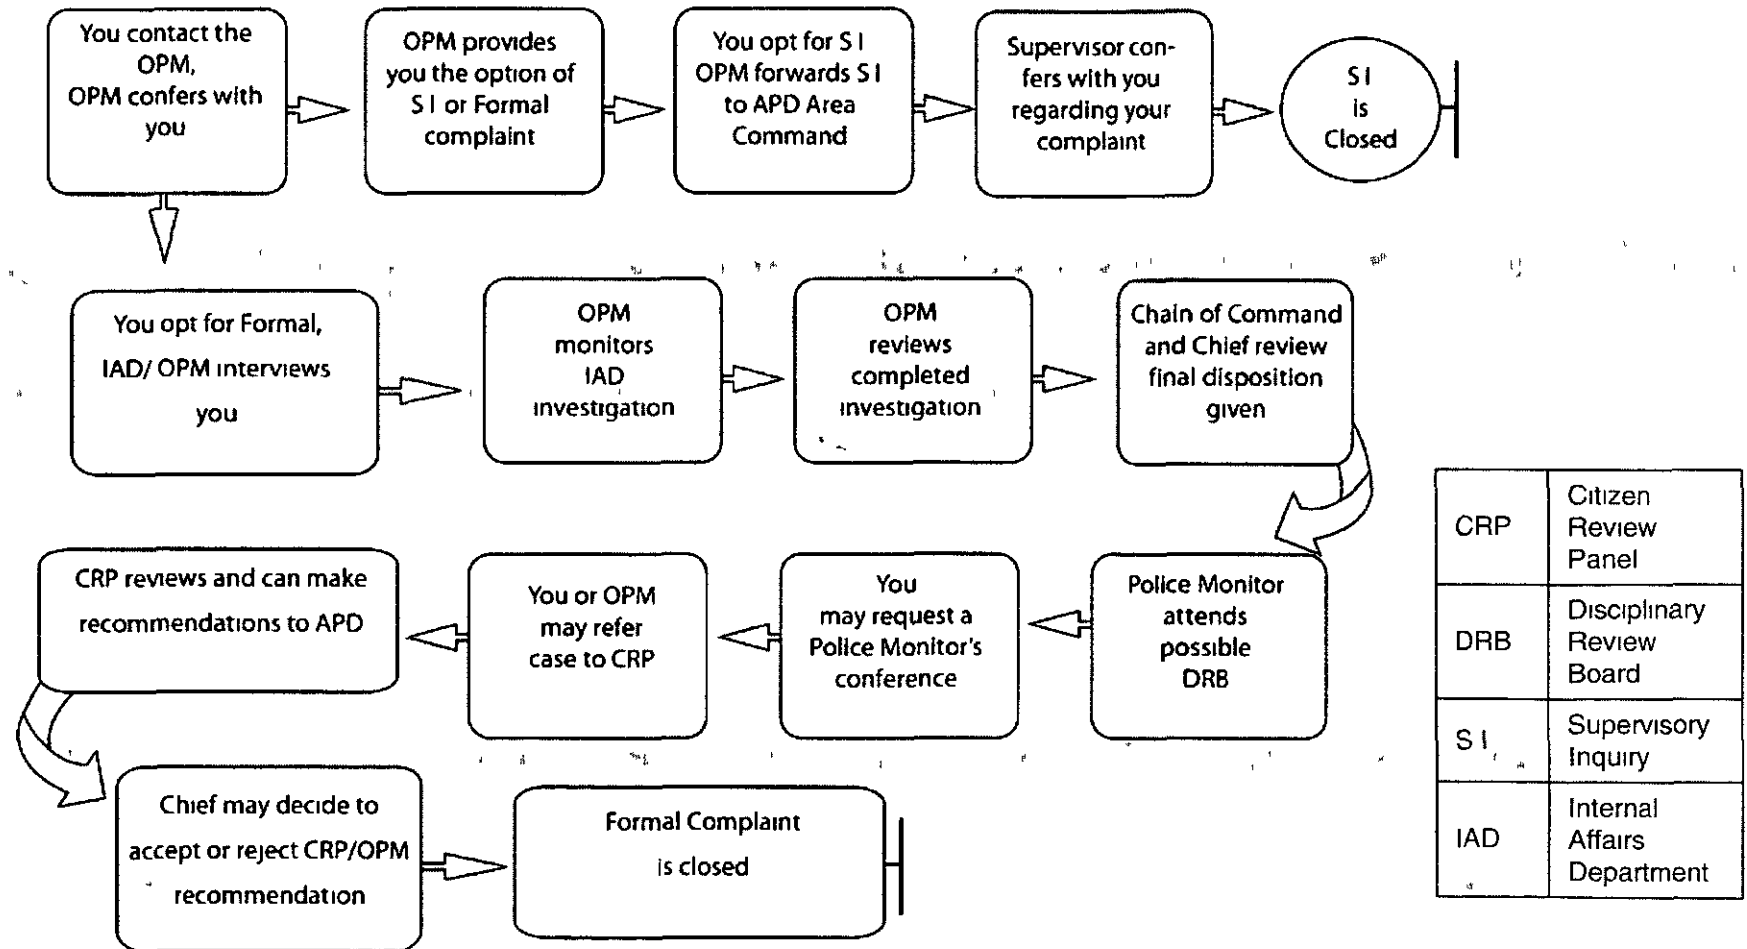 You contact the
OPM,
OPM confers with
you
OPM provides
you the option of
S I or Formal
complaint
You opt for S I
OPM forwards S I
to APD Area
Command
Supervisor con-
fers with you
regarding your
complaint
S I
is
Closed
You opt for Formal,
IAD/ OPM interviews
you
OPM
monitors
IAD
investigation
OPM
reviews
completed
investigation
Chain of Command
and Chief review
final disposition
given
Police Monitor
attends
possible
DRB
You
may request a
Police Monitor's
conference
You or OPM
may refer
case to CRP
CRP reviews and can make
recommendations to APD
Chief may decide to
accept or reject CRP/OPM
recommendation
Formal Complaint
is closed
CRP
Citizen
Review
Panel
DRB
Disciplinary
Review
Board
S I
Supervisory
Inquiry
IAD
Internal
Affairs
Department